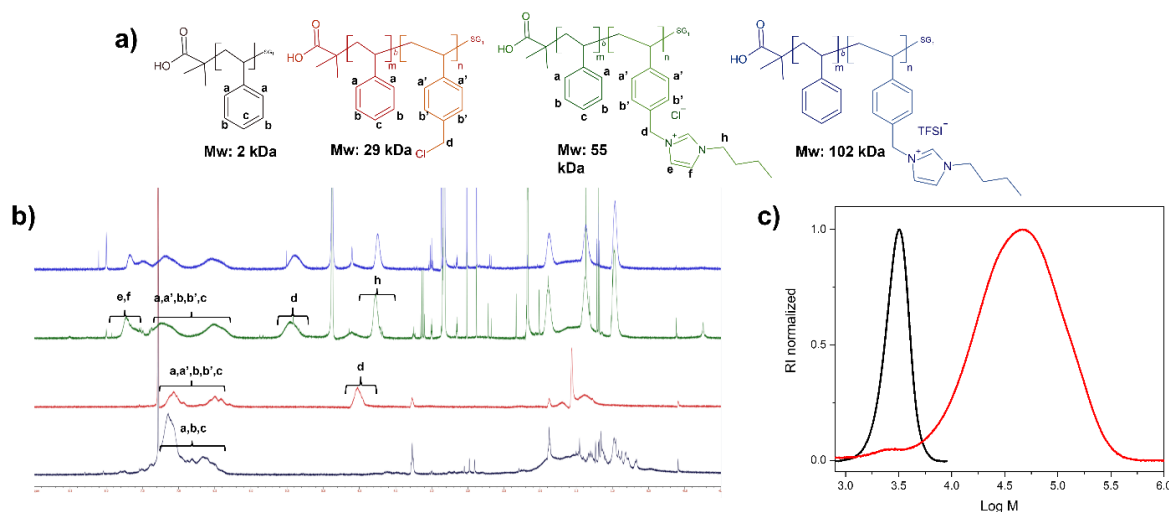 a)
O
HO
m
SG₁
a
a
b
b
c
Mw: 2 kDa
O
HO
m
b
n
SG₁
a
a
a'
a'
b
b
b'
b'
c
d
Cl
Mw: 29 kDa
O
HO
m
b
n
SG₁
a
a
a'
a'
b
b
b'
b'
c
Cl⁻
d
N
+
N
h
e
f
Mw: 55
kDa
O
HO
m
b
n
TFSI⁻
N
+
N
Mw: 102 kDa
b)
e,f
a,a',b,b',c
d
h
a,a',b,b',c
d
a,b,c
c)
RI normalized
1.0
0.5
0.0
3.0
3.5
4.0
4.5
5.0
5.5
6.0
Log M